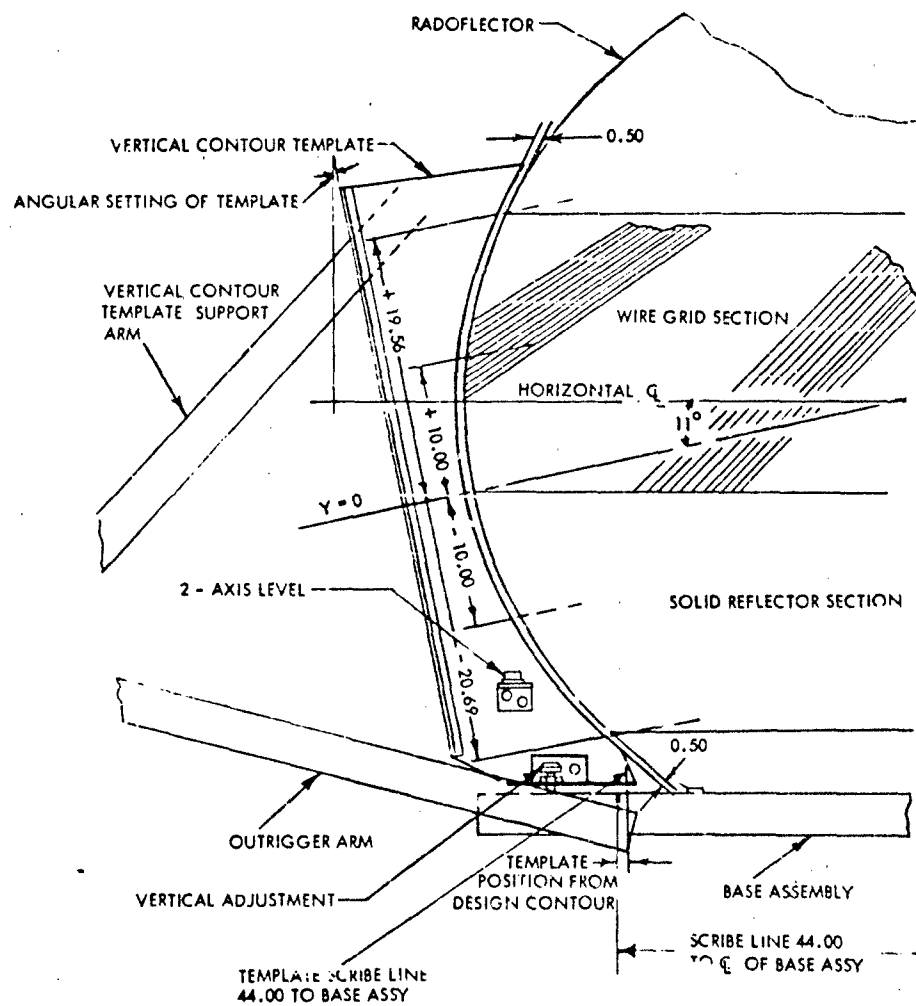 RADOFLECTOR
0.50
VERTICAL CONTOUR TEMPLATE
ANGULAR SETTING OF TEMPLATE
VERTICAL CONTOUR
TEMPLATE SUPPORT
ARM
+ 19.56
WIRE GRID SECTION
HORIZONTAL ℄
11°
+ 10.00
Y = 0
- 10.00
2 - AXIS LEVEL
SOLID REFLECTOR SECTION
- 20.69
0.50
OUTRIGGER ARM
TEMPLATE
POSITION FROM
DESIGN CONTOUR
BASE ASSEMBLY
VERTICAL ADJUSTMENT
SCRIBE LINE 44.00
TO ℄ OF BASE ASSY
TEMPLATE SCRIBE LINE
44.00 TO BASE ASSY